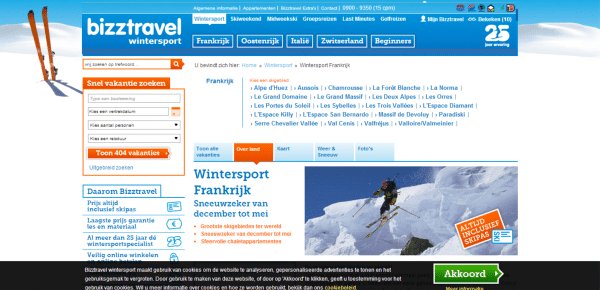 Algemene informatie | Appartementen | Bizztravel Extra's | Contact | 0900 - 9350 (15 cpm)
bizztravel
wintersport
Wintersport Skiweekend Midweekski Groepsreizen Last Minutes Golfreizen
Mijn Bizztravel Bekeken (10)
Frankrijk Oostenrijk Italië Zwitserland Beginners
25
jaar ervaring
wij zoeken op trefwoord...
U bevindt zich hier: Home Wintersport Wintersport Frankrijk
Snel vakantie zoeken
Type een bestemming
Kies een vertrekdatum
Kies aantal personen
Kies een reisduur
Toon 404 vakanties
Uitgebreid zoeken
Frankrijk
Kies een skigebied
Alpe d'Huez Aussois Chamrousse La Forêt Blanche La Norma
Le Grand Domaine Le Grand Massif Les Deux Alpes Les Orres
Les Portes du Soleil Les Sybelles Les Trois Vallées L'Espace Diamant
L'Espace Killy L'Espace San Bernardo Massif de Devoluy Paradiski
Serre Chevalier Vallée Val Cenis Valfréjus Valloire/Valmeinier
Toon alle vakanties
Over land
Kaart
Weer & Sneeuw
Foto's
Daarom Bizztravel
Prijs altijd
inclusief skipas
Laagste prijs garantie
les en materiaal
Al meer dan 25 jaar dé
wintersportspecialist
Veilig online winkelen
Wintersport
Frankrijk
Sneeuwzeker van
december tot mei
Grootste skigebieden ter wereld
Sneeuwzeker van december tot mei
Sfeervolle chaletappartementen
ALTIJD
INCLUSIEF
SKIPAS
SKI
Bizztravel wintersport maakt gebruik van cookies om de website te analyseren, gepersonaliseerde advertenties te tonen en het
gebruiksgemak te vergroten. Door gebruik te maken van deze website, of door op 'Akkoord' te klikken, geeft u toestemming voor het
gebruik van cookies. Wil u meer informatie over cookies en hoe ze worden gebruikt, bekijk dan ons cookiebeleid.
Akkoord
Meer informatie